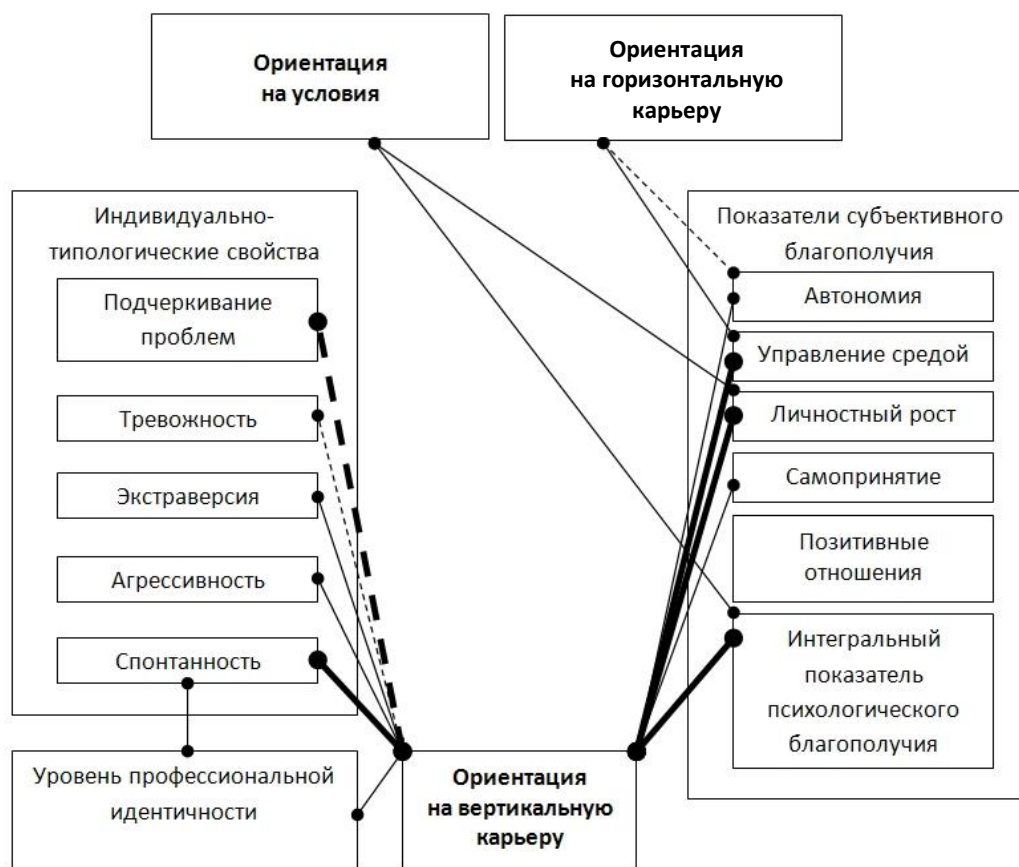 Ориентация
на условия
Ориентация
на горизонтальную
карьеру
Индивидуально-
типологические свойства
Подчеркивание
проблем
Тревожность
Экстраверсия
Агрессивность
Спонтанность
Уровень профессиональной
идентичности
Ориентация
на вертикальную
карьеру
Показатели субъективного
благополучия
Автономия
Управление средой
Личностный рост
Самопринятие
Позитивные
отношения
Интегральный
показатель
психологического
благополучия